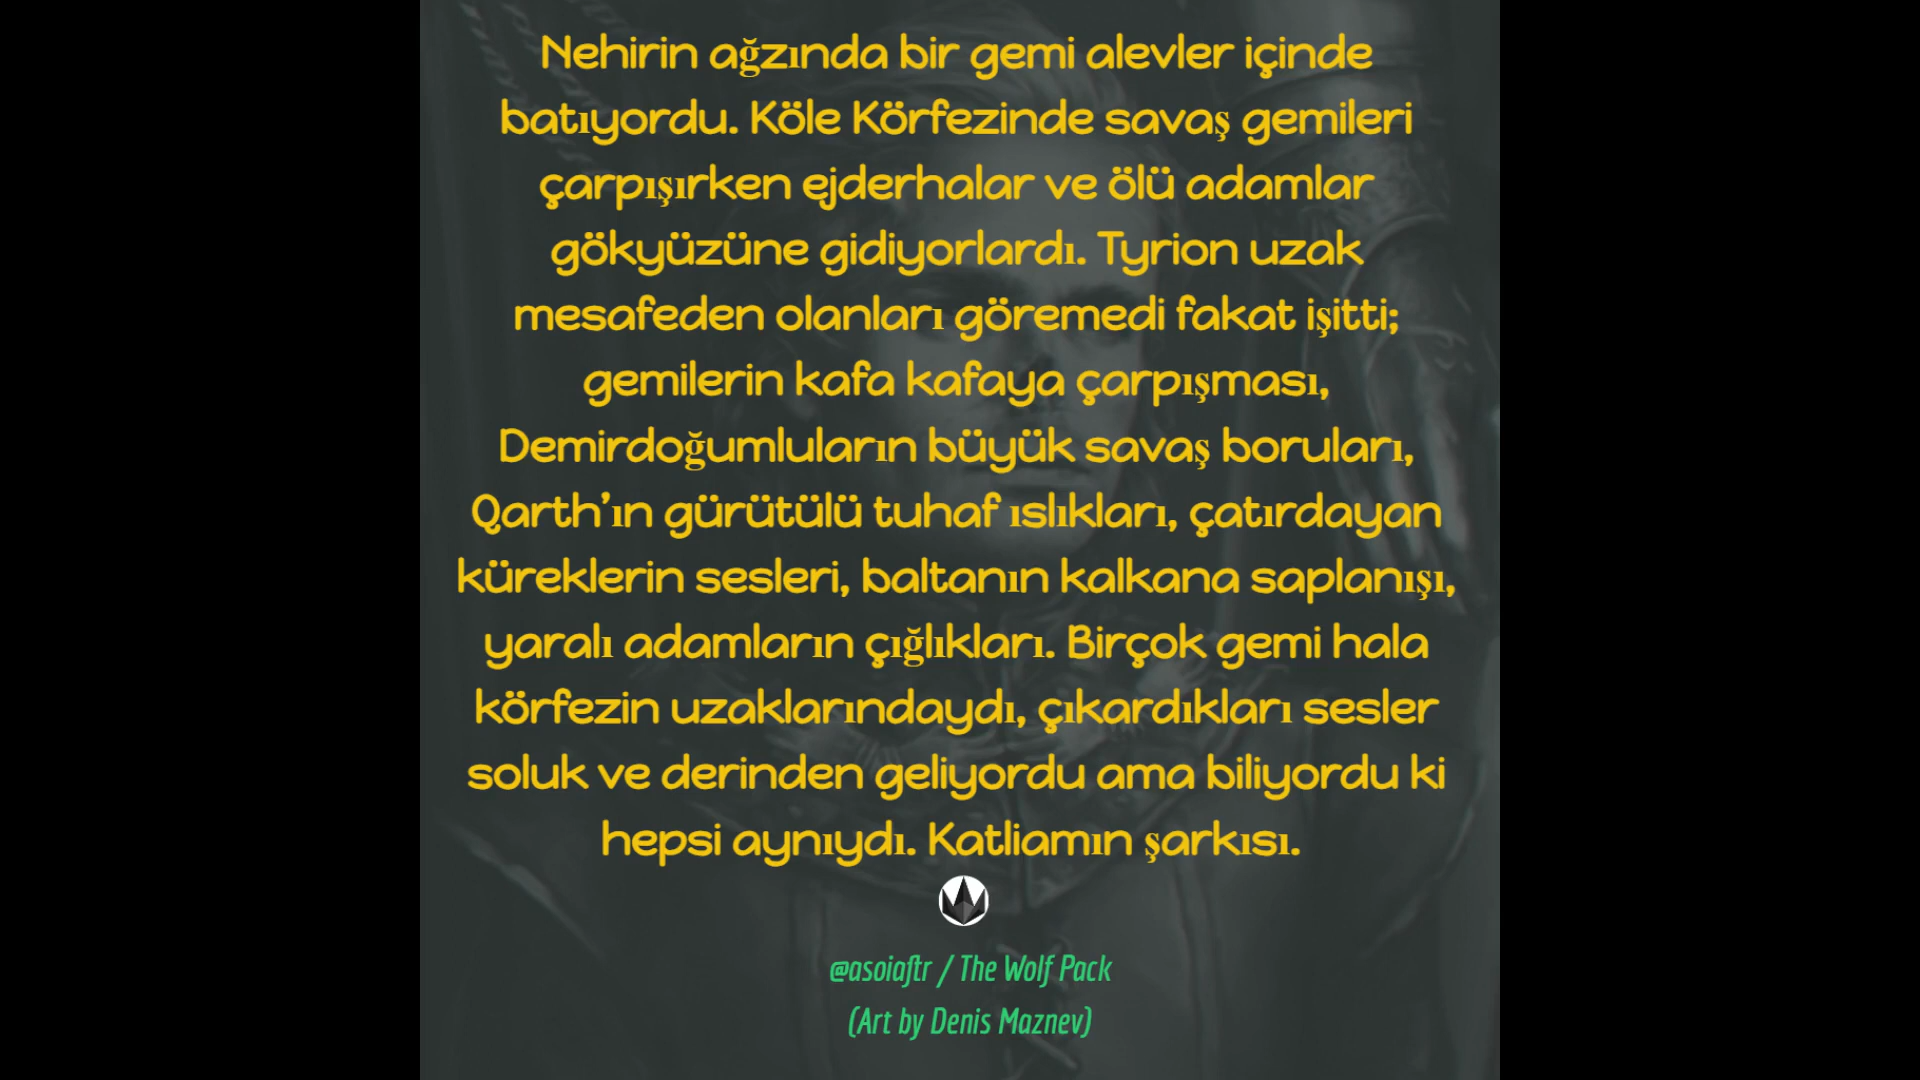 Nehirin ağzında bir gemi alevler içinde
batıyordu. Köle Körfezinde savaş gemileri
çarpışırken ejderhalar ve ölü adamlar
gökyüzüne gidiyorlardı. Tyrion uzak
mesafeden olanları göremedi fakat işitti;
gemilerin kafa kafaya çarpışması,
Demirdoğumluların büyük savaş boruları,
Qarth’ın gürütülü tuhaf ıslıkları, çatırdayan
küreklerin sesleri, baltanın kalkana saplanışı,
yaralı adamların çığlıkları. Birçok gemi hala
körfezin uzaklarındaydı, çıkardıkları sesler
soluk ve derinden geliyordu ama biliyordu ki
hepsi aynıydı. Katliamın şarkısı.
@asoiaftr / The Wolf Pack
(Art by Denis Maznev)